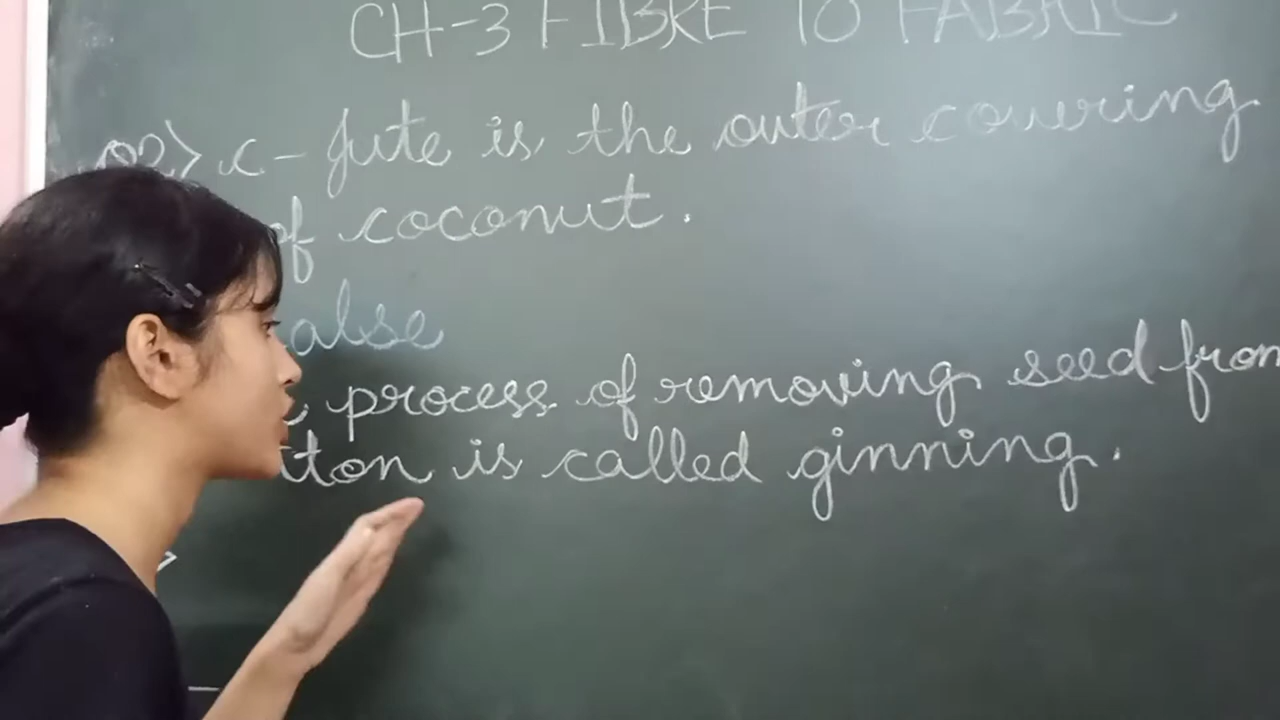 CH-3 FIBRE TO FABRIC
Q2> c- Jute is the outer covering
of coconut.
alse
process of removing seed from
tton is called ginning.